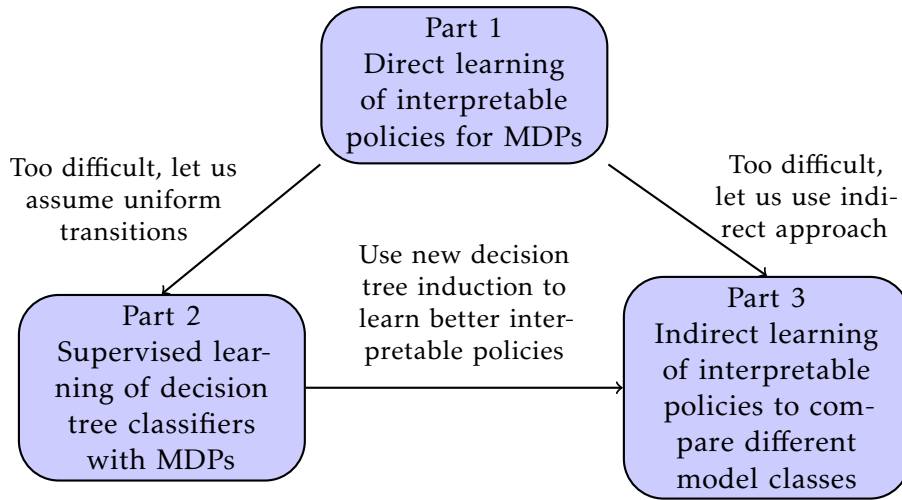 Part 1
Direct learning
of interpretable
policies for MDPs
Too difficult, let us
assume uniform
transitions
Too difficult,
let us use indi-
rect approach
Use new decision
tree induction to
learn better inter-
pretable policies
Part 2
Supervised lear-
ning of decision
tree classifiers
with MDPs
Part 3
Indirect learning
of interpretable
policies to com-
pare different
model classes